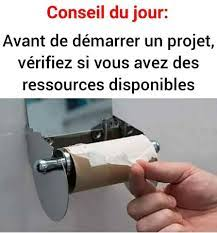 Conseil du jour:
Avant de démarrer un projet,
vérifiez si vous avez des
ressources disponibles